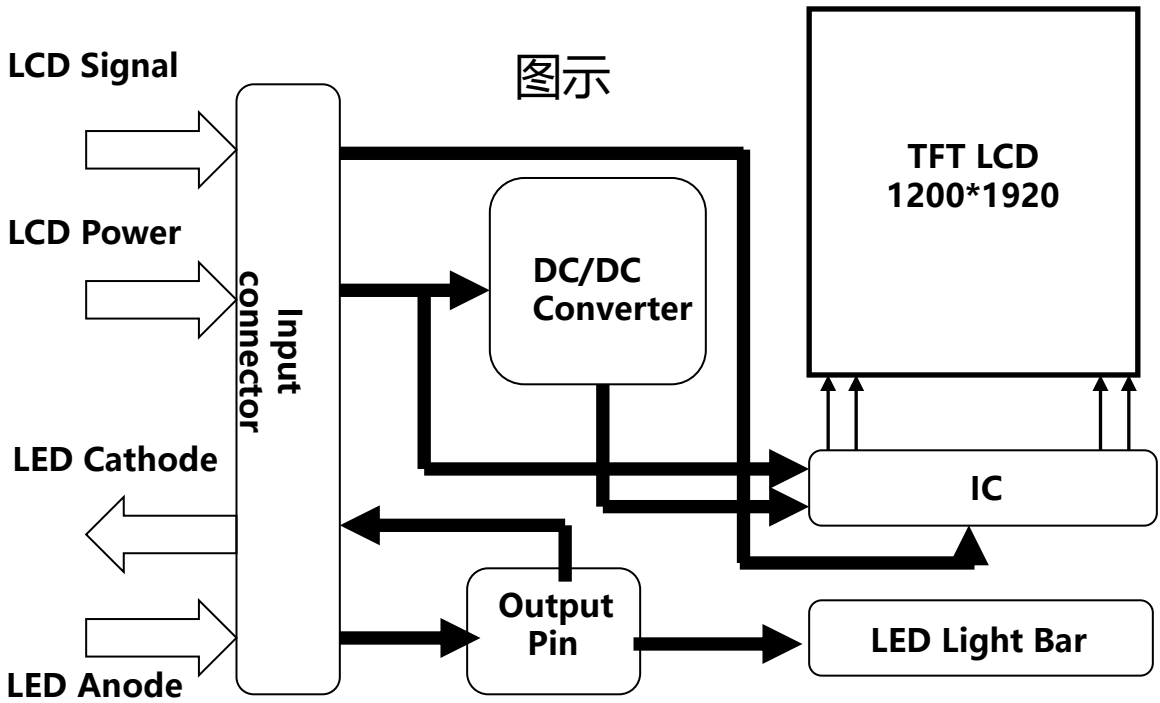 LCD Signal
图示
TFT LCD
1200*1920
LCD Power
DC/DC
Converter
Input
connector
LED Cathode
IC
Output
Pin
LED Light Bar
LED Anode